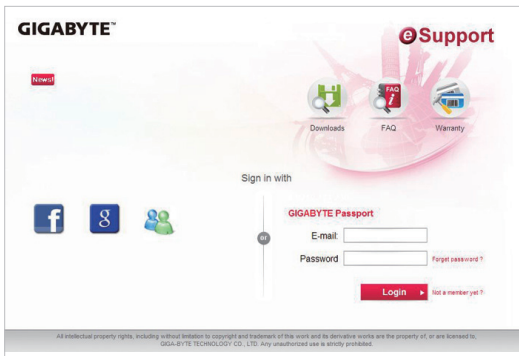 GIGABYTE™
eSupport
News!
Downloads
FAQ
FAQ
Warranty
Sign in with
f
g
or
GIGABYTE Passport
E-mail:
Password
Forget password ?
Login
Not a member yet ?
All intellectual property rights, including without limitation to copyright and trademark of this work and its derivative works are the property of, or are licensed to,
GIGA-BYTE TECHNOLOGY CO., LTD. Any unauthorized use is strictly prohibited.